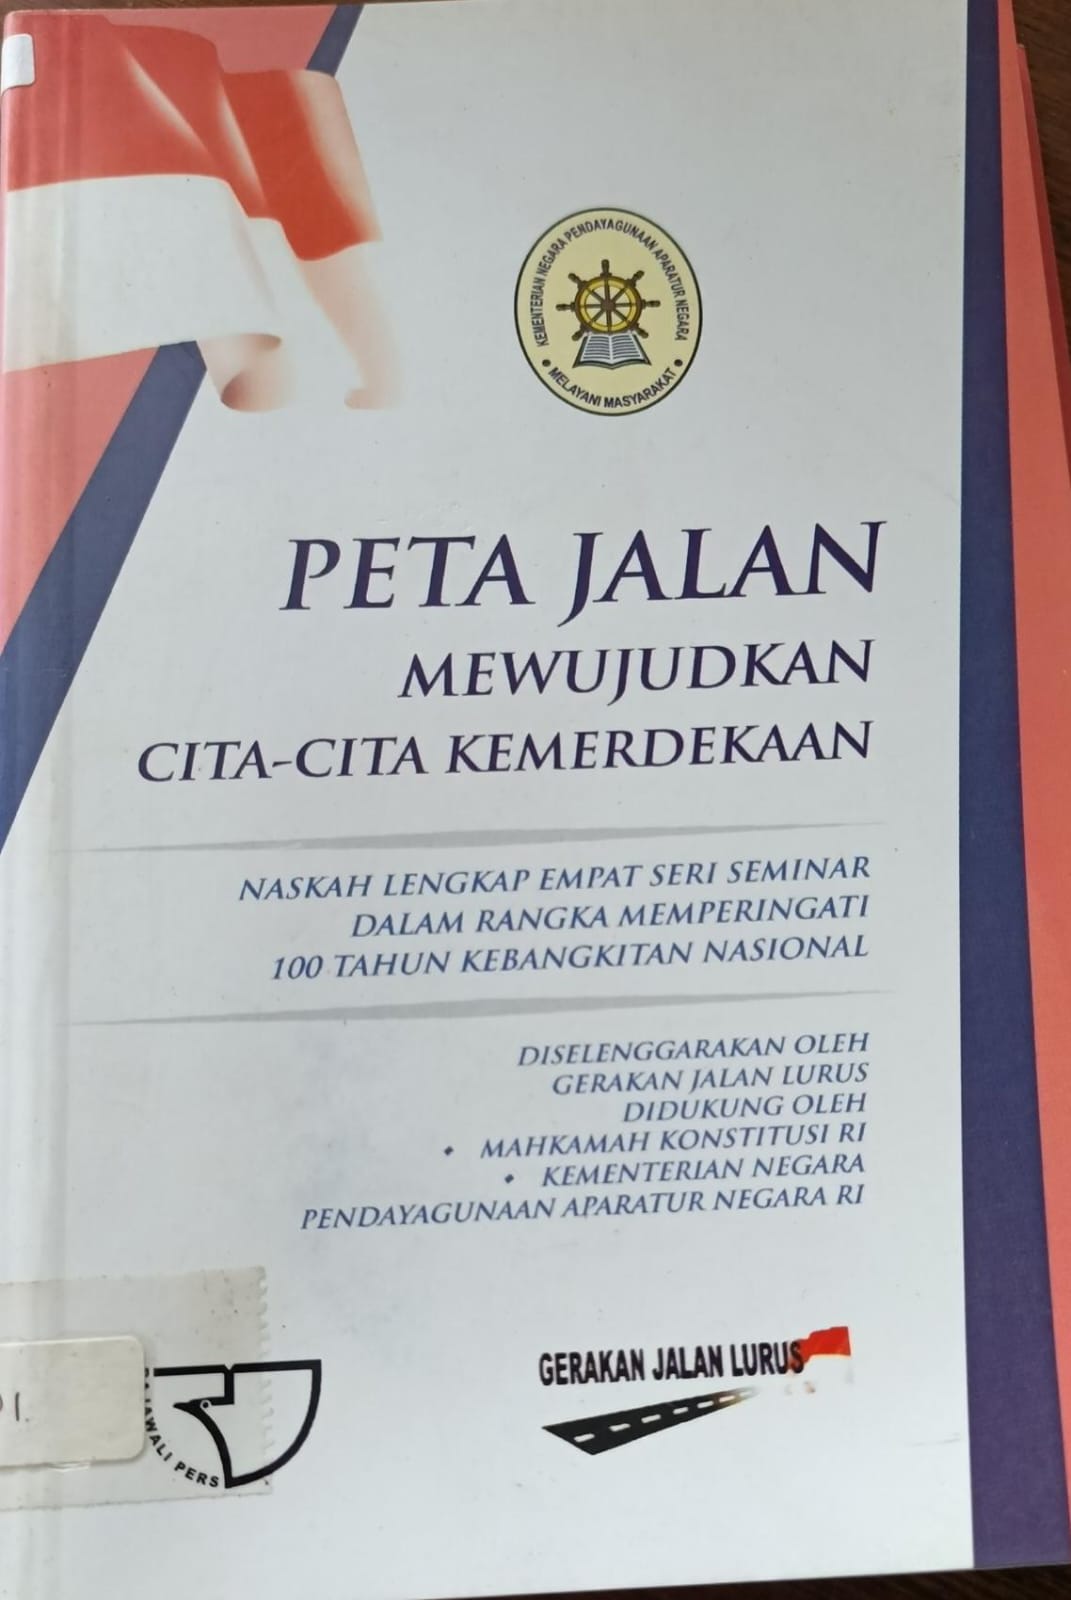 KEMENTERIAN NEGARA PENDAYAGUNAAN APARATUR NEGARA
• MELAYANI MASYARAKAT •
PETA JALAN
MEWUJUDKAN
CITA-CITA KEMERDEKAAN
NASKAH LENGKAP EMPAT SERI SEMINAR
DALAM RANGKA MEMPERINGATI
100 TAHUN KEBANGKITAN NASIONAL
DISELENGGARAKAN OLEH
GERAKAN JALAN LURUS
DIDUKUNG OLEH
• MAHKAMAH KONSTITUSI RI
• KEMENTERIAN NEGARA
PENDAYAGUNAAN APARATUR NEGARA RI
GERAKAN JALAN LURUS
PERS